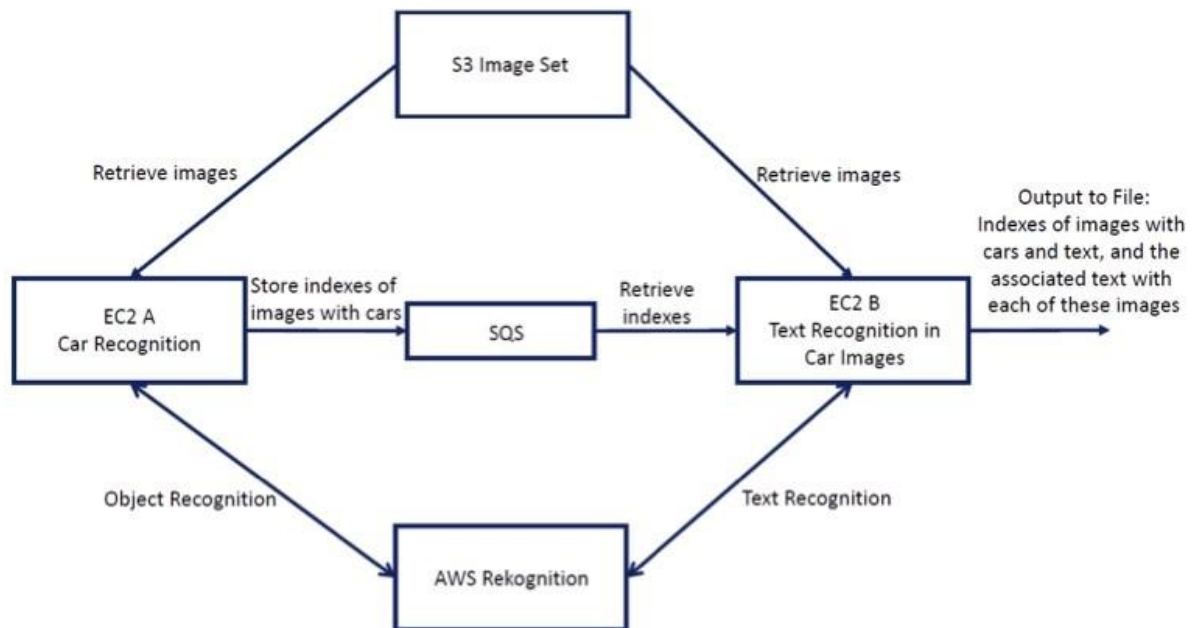 S3 Image Set
Retrieve images
Retrieve images
Output to File:
Indexes of images with
cars and text, and the
associated text with
each of these images
EC2 A
Car Recognition
Store indexes of
images with cars
SQS
Retrieve
indexes
EC2 B
Text Recognition in
Car Images
Object Recognition
Text Recognition
AWS Rekognition